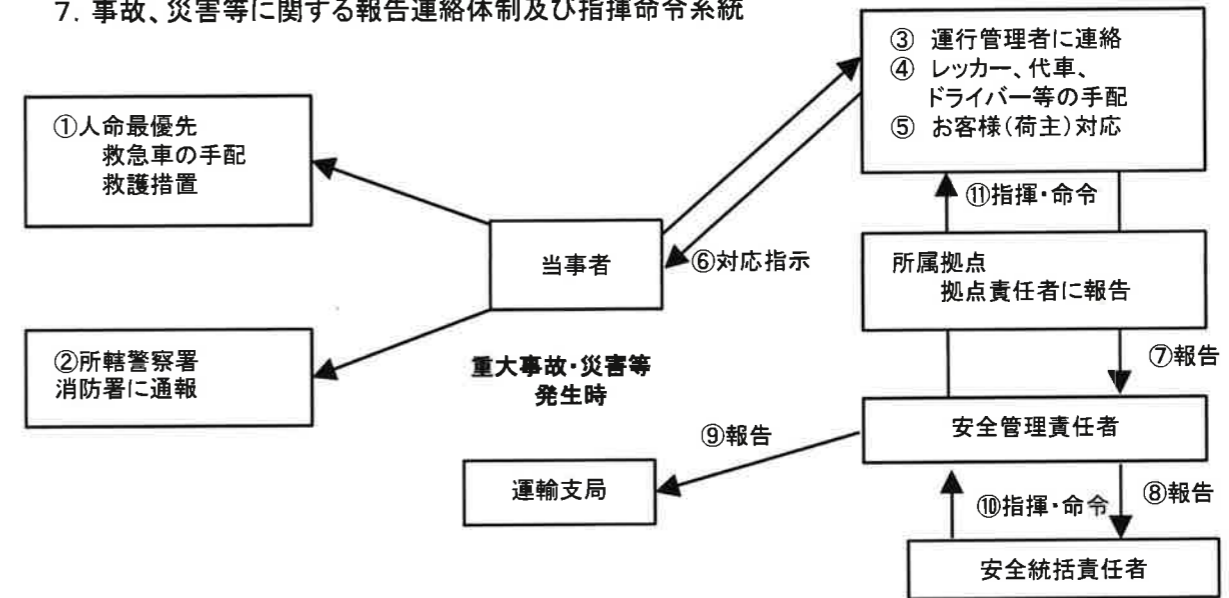 7．事故、災害等に関する報告連絡体制及び指揮命令系統
①人命最優先
救急車の手配
救護措置
②所轄警察署
消防署に通報
当事者
重大事故・災害等
発生時
③ 運行管理者に連絡
④ レッカー、代車、
ドライバー等の手配
⑤ お客様（荷主）対応
⑥対応指示
⑪指揮・命令
所属拠点
拠点責任者に報告
⑦報告
安全管理責任者
⑨報告
運輸支局
⑩指揮・命令
⑧報告
安全統括責任者